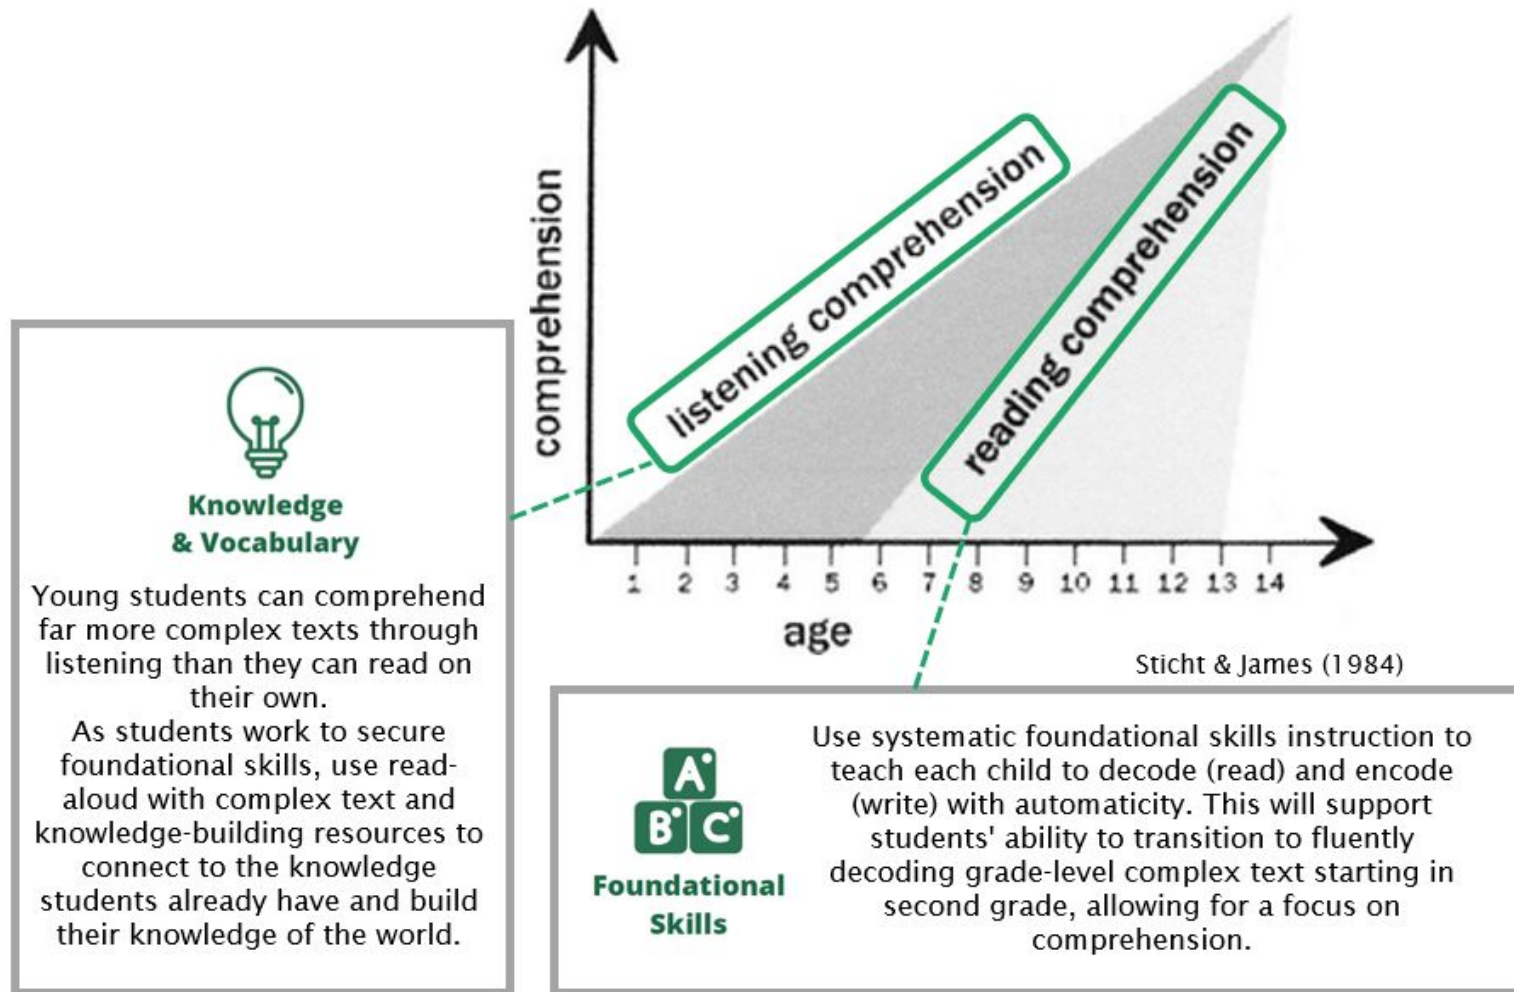 comprehension
listening comprehension
reading comprehension
1 2 3 4 5 6 7 8 9 10 11 12 13 14
age
Sticht & James (1984)
Knowledge
& Vocabulary
Young students can comprehend
far more complex texts through
listening than they can read on
their own.
As students work to secure
foundational skills, use read-
aloud with complex text and
knowledge-building resources to
connect to the knowledge
students already have and build
their knowledge of the world.
A
B C
Foundational
Skills
Use systematic foundational skills instruction to
teach each child to decode (read) and encode
(write) with automaticity. This will support
students' ability to transition to fluently
decoding grade-level complex text starting in
second grade, allowing for a focus on
comprehension.